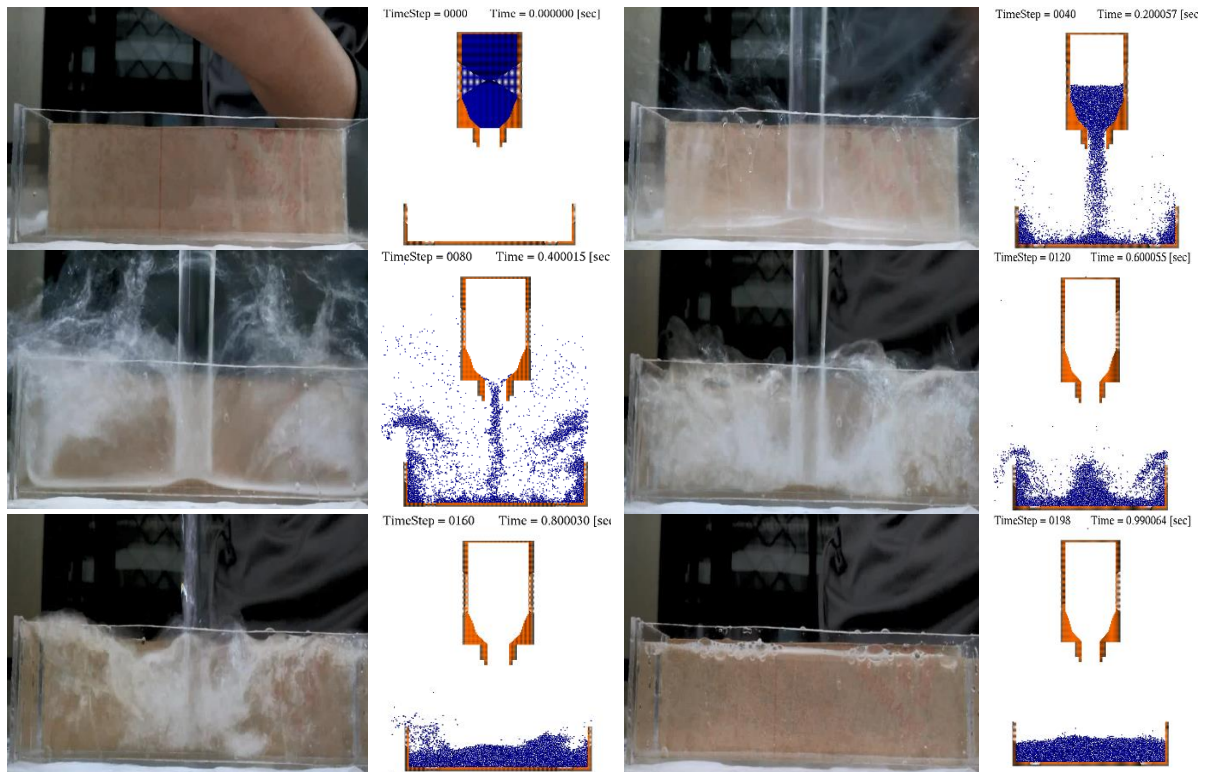 TimeStep = 0000 Time = 0.000000 [sec]
TimeStep = 0040 Time = 0.200057 [sec
TimeStep = 0080 Time = 0.400015 [sec
TimeStep = 0120 Time = 0.600055 [sec]
TimeStep = 0160 Time = 0.800030 [sec
TimeStep = 0198 Time = 0.990064 [sec]